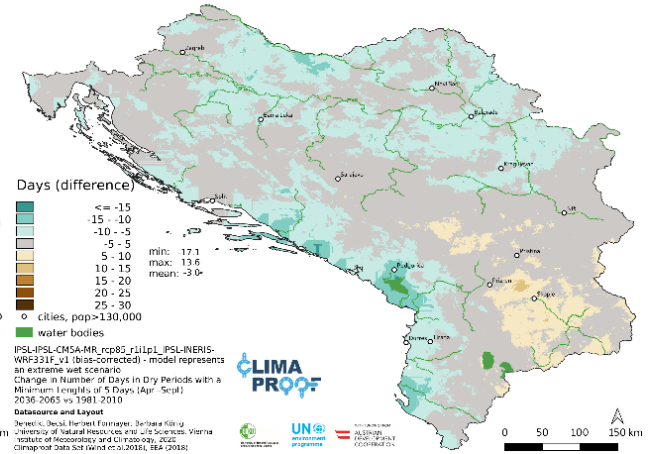 Zagreb
Novi Sad
Banja Luka
Belgrade
Kragujevac
Sarajevo
Split
Niš
Pristina
Podgorica
Prizren
Skopje
Durres
Tirana
Days (difference)
<= -15
-15 - -10
-10 - -5
-5 - 5
5 - 10
10 - 15
15 - 20
20 - 25
25 - 30
min: -17.1
max: 13.6
mean: -3.0
cities, pop>130,000
water bodies
IPSL-IPSL-CM5A-MR_rcp85_r1i1p1_IPSL-INERIS-
WRF331F_v1 (bias-corrected) - model represents
an extreme wet scenario
Change in Number of Days in Dry Periods with a
Minimum Lenghts of 5 Days (Apr -Sept)
2036-2065 vs 1981-2010
Datasource and Layout
Benedikt Becsi, Herbert Formayer, Barbara König
University of Natural Resources and Life Sciences, Vienna
Institute of Meteorology and Climatology, 2020
Climaproof Data Set (Wind et al.2018), EEA (2018)
CLIMA
PROOF
UN
environment
programme
AUSTRIAN
DEVELOPMENT
COOPERATION
m
0 50 100 150 km